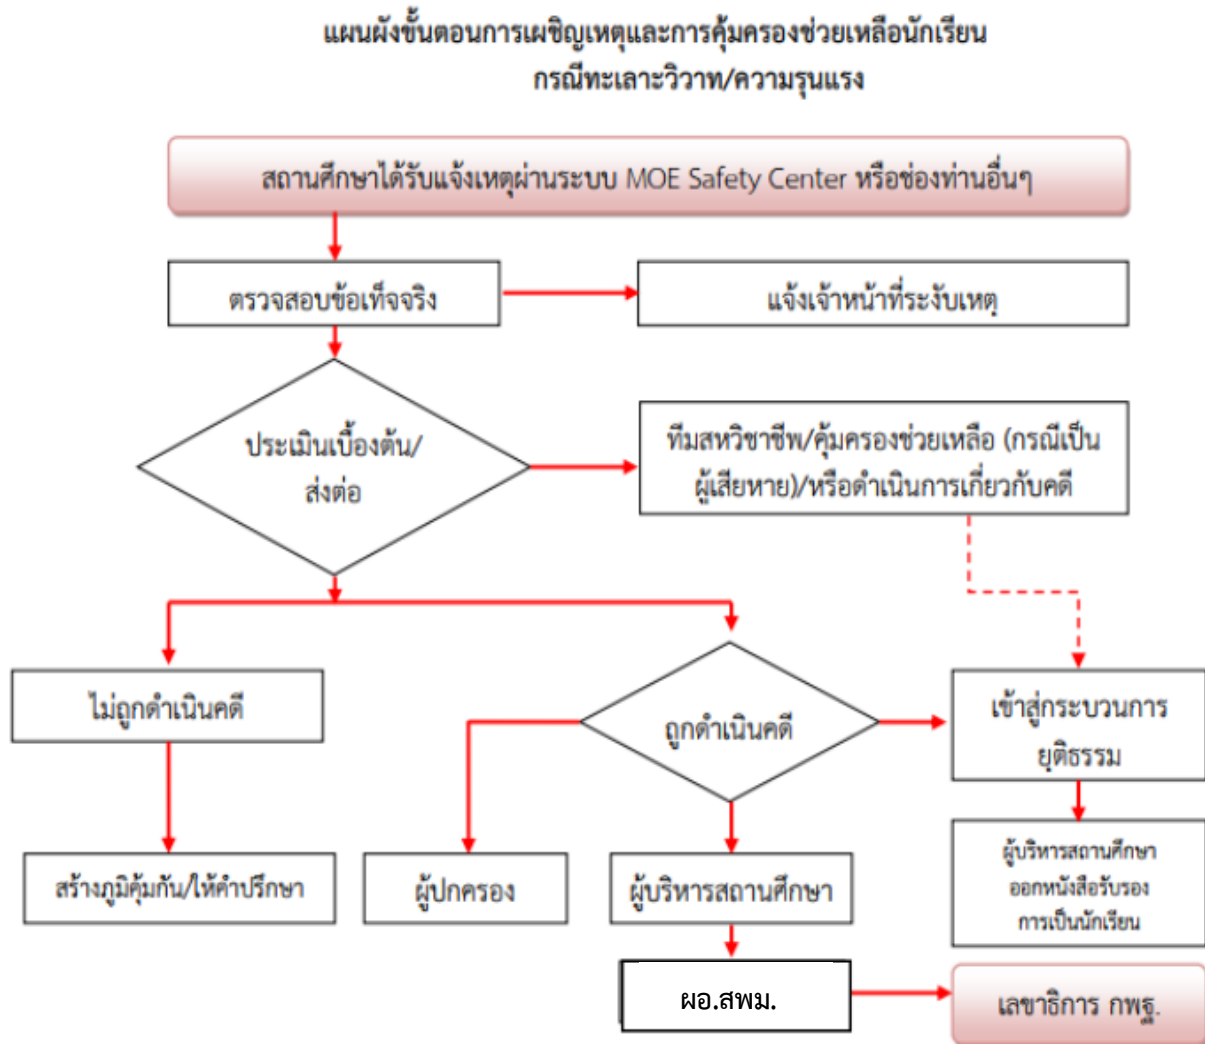 แผนผังขั้นตอนการเผชิญเหตุและการคุ้มครองช่วยเหลือนักเรียน
กรณีทะเลาะวิวาท/ความรุนแรง
สถานศึกษาได้รับแจ้งเหตุผ่านระบบ MOE Safety Center หรือช่องท่านอื่นๆ
ตรวจสอบข้อเท็จจริง
แจ้งเจ้าหน้าที่ระงับเหตุ
ประเมินเบื้องต้น/
ส่งต่อ
ทีมสหวิชาชีพ/คุ้มครองช่วยเหลือ (กรณีเป็น
ผู้เสียหาย)/หรือดำเนินการเกี่ยวกับคดี
ไม่ถูกดำเนินคดี
ถูกดำเนินคดี
เข้าสู่กระบวนการ
ยุติธรรม
สร้างภูมิคุ้มกัน/ให้คำปรึกษา
ผู้ปกครอง
ผู้บริหารสถานศึกษา
ผู้บริหารสถานศึกษา
ออกหนังสือรับรอง
การเป็นนักเรียน
ผอ.สพม.
เลขาธิการ กพฐ.